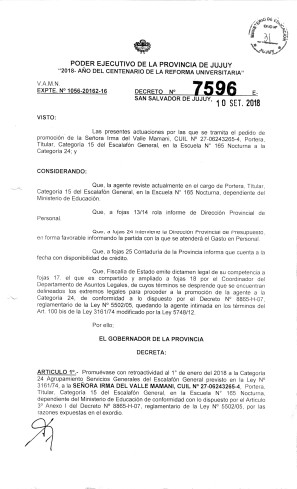 MINISTERIO DE EDUCACION
31
JUJUY
PODER EJECUTIVO DE LA PROVINCIA DE JUJUY
"2018- AÑO DEL CENTENARIO DE LA REFORMA UNIVERSITARIA"
V.A.M.N.
EXPTE. Nº 1056-20162-16
DECRETO Nº 7596 E-
SAN SALVADOR DE JUJUY, 10 SET. 2018
VISTO:
Las presentes actuaciones por las que se tramita el pedido de
promoción de la Señora Irma del Valle Mamani, CUIL Nº 27-06243265-4, Portera,
Titular, Categoría 15 del Escalafón General, en la Escuela Nº 165 Nocturna a la
Categoría 24; y
CONSIDERANDO:
Que, la agente reviste actualmente en el cargo de Portera, Titular,
Categoría 15 del Escalafón General, en la Escuela Nº 165 Nocturna, dependiente del
Ministerio de Educación.
Que, a fojas 13/14 rola informe de Dirección Provincial de
Personal.
Que, a fojas 24 interviene la Dirección Provincial de Presupuesto,
en forma favorable informando la partida con la que se atenderá el Gasto en Personal.
Que, a fojas 25 Contaduría de la Provincia informa que cuenta a la
fecha con disponibilidad de crédito.
Que, Fiscalía de Estado emite dictamen legal de su competencia a
fojas 17, el que es compartido y ampliado a fojas 18 por el Coordinador del
Departamento de Asuntos Legales, de cuyos términos se desprende que se encuentran
delineados los extremos legales para proceder a la promoción de la agente a la
Categoría 24, de conformidad a lo dispuesto por el Decreto Nº 8865-H-07,
reglamentario de la Ley Nº 5502/05, quedando la agente intimada en los términos del
Art. 100 bis de la Ley 3161/74 modificado por la Ley 5748/12.
Por ello;
EL GOBERNADOR DE LA PROVINCIA
DECRETA:
ARTÍCULO 1º.- Promuévase con retroactividad al 1° de enero del 2018 a la Categoría
24 Agrupamiento Servicios Generales del Escalafón General previsto en la Ley Nº
3161/74, a la SEÑORA IRMA DEL VALLE MAMANI, CUIL Nº 27-06243265-4, Portera,
Titular, Categoría 15 del Escalafón General, en la Escuela Nº 165 Nocturna,
dependiente del Ministerio de Educación de conformidad a lo dispuesto por el Artículo
3º Anexo I del Decreto Nº 8865-H-07, reglamentario de la Ley Nº 5502/05, por las
razones expuestas en el exordio.